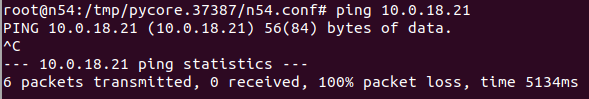 root@n54:/tmp/pycore.37387/n54.conf# ping 10.0.18.21
PING 10.0.18.21 (10.0.18.21) 56(84) bytes of data.
^C
--- 10.0.18.21 ping statistics ---
6 packets transmitted, 0 received, 100% packet loss, time 5134ms